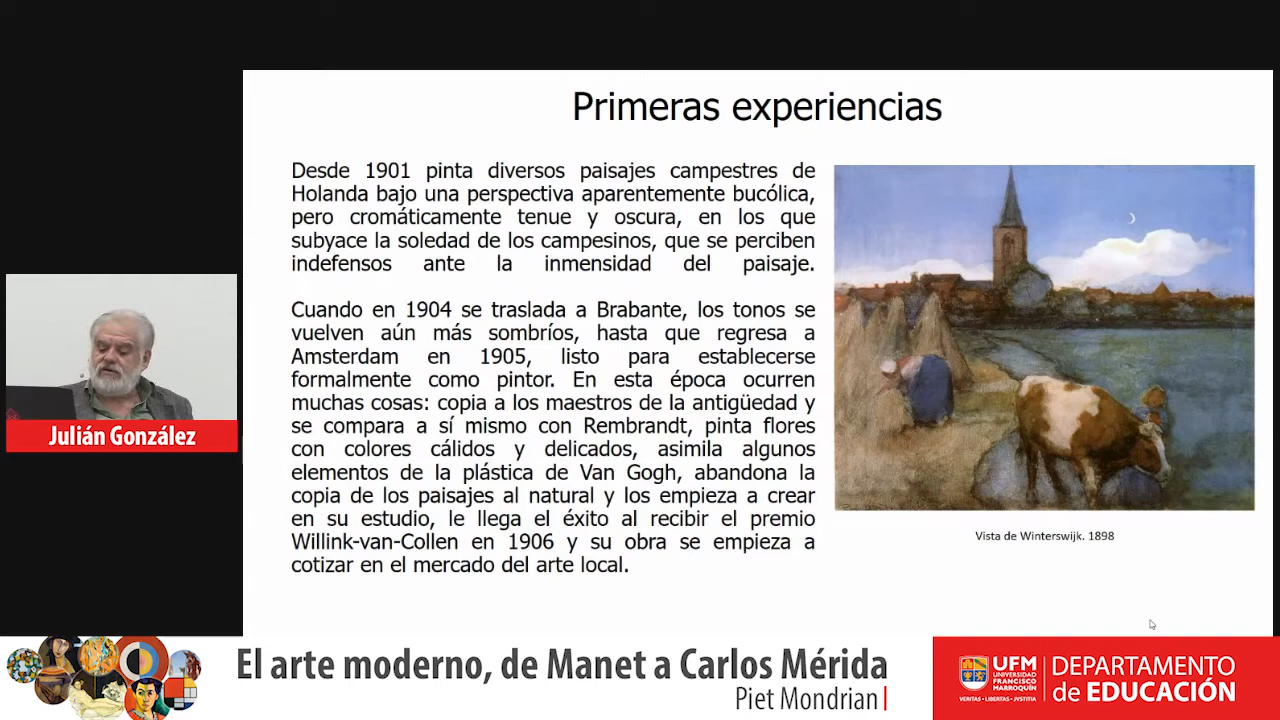 Primeras experiencias
Desde 1901 pinta diversos paisajes campestres de
Holanda bajo una perspectiva aparentemente bucólica,
pero cromáticamente tenue y oscura, en los que
subyace la soledad de los campesinos, que se perciben
indefensos ante la inmensidad del paisaje.
Cuando en 1904 se traslada a Brabante, los tonos se
vuelven aún más sombríos, hasta que regresa a
Amsterdam en 1905, listo para establecerse
formalmente como pintor. En esta época ocurren
muchas cosas: copia a los maestros de la antigüedad y
se compara a sí mismo con Rembrandt, pinta flores
con colores cálidos y delicados, asimila algunos
elementos de la plástica de Van Gogh, abandona la
copia de los paisajes al natural y los empieza a crear
en su estudio, le llega el éxito al recibir el premio
Willink-van-Collen en 1906 y su obra se empieza a
cotizar en el mercado del arte local.
Vista de Winterswijk. 1898
Julián González
El arte moderno, de Manet a Carlos Mérida
Piet Mondrian
UFM
UNIVERSIDAD
FRANCISCO
MARROQUÍN
VERITAS · LIBERTAS · JVSTITIA
DEPARTAMENTO
de EDUCACIÓN